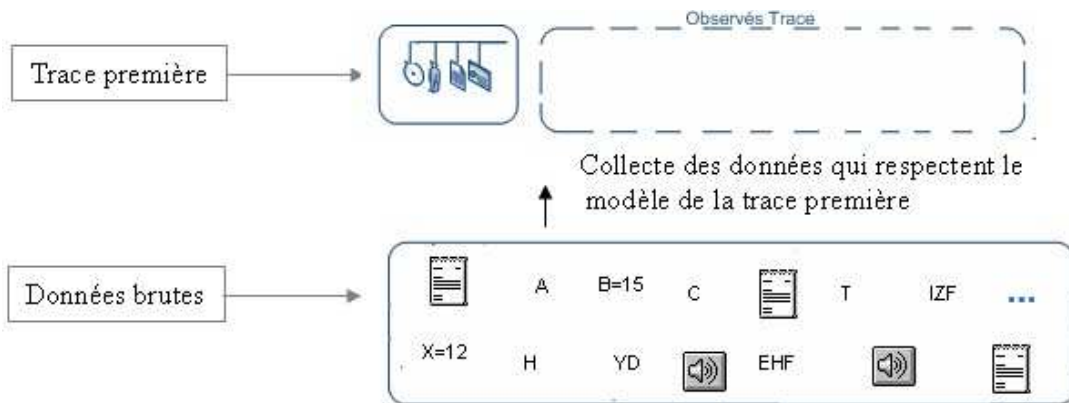 Observés Trace
Trace première
Collecte des données qui respectent le
modèle de la trace première
Données brutes
A B=15 C T IZF ...
X=12 H YD EHF